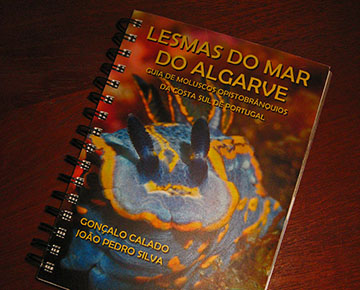 LESMAS DO MAR
DO ALGARVE
GUIA DE MOLUSCOS OPISTOBRÂNQUIOS
DA COSTA SUL DE PORTUGAL
GONÇALO CALADO
JOÃO PEDRO SILVA